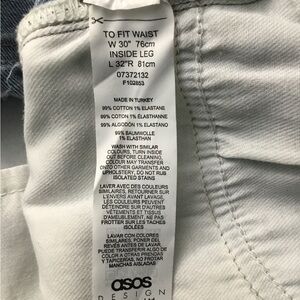 TO FIT WAIST
W 30" 76cm
INSIDE LEG
L 32"R 81cm
07372132
F102853
MADE IN TURKEY
99% COTTON 1% ELASTANE
99% COTON 1% ELASTHANNE
99% ALGODÓN 1% ELASTANO
99% BAUMWOLLE
1% ELASTHAN
WASH WITH SIMILAR
COLOURS, TURN INSIDE
OUT BEFORE CLEANING,
COLOUR MAY TRANSFER
ONTO OTHER GARMENTS AND
UPHOLSTERY, DO NOT RUB
ISOLATED STAINS
LAVER AVEC DES COULEURS
SIMILAIRES, RETOURNER SUR
L'ENVERS AVANT LAVAGE,
LA COULEUR PEUT
DÉTEINDRE SUR D'AUTRES
VÊTEMENTS ET TISSUS
D'AMEUBLEMENT, NE PAS
FROTTER SUR LES TACHES
ISOLÉES
LAVAR CON COLORES
SIMILARES, PONER DEL
REVÉS ANTES DE LAVAR
PUEDE TRANSFERIR ALGO DE
COLOR A OTRAS PRENDAS
Y TAPICERÍAS, NO FROTAR
MANCHAS AISLADAS
asos
DESIGN